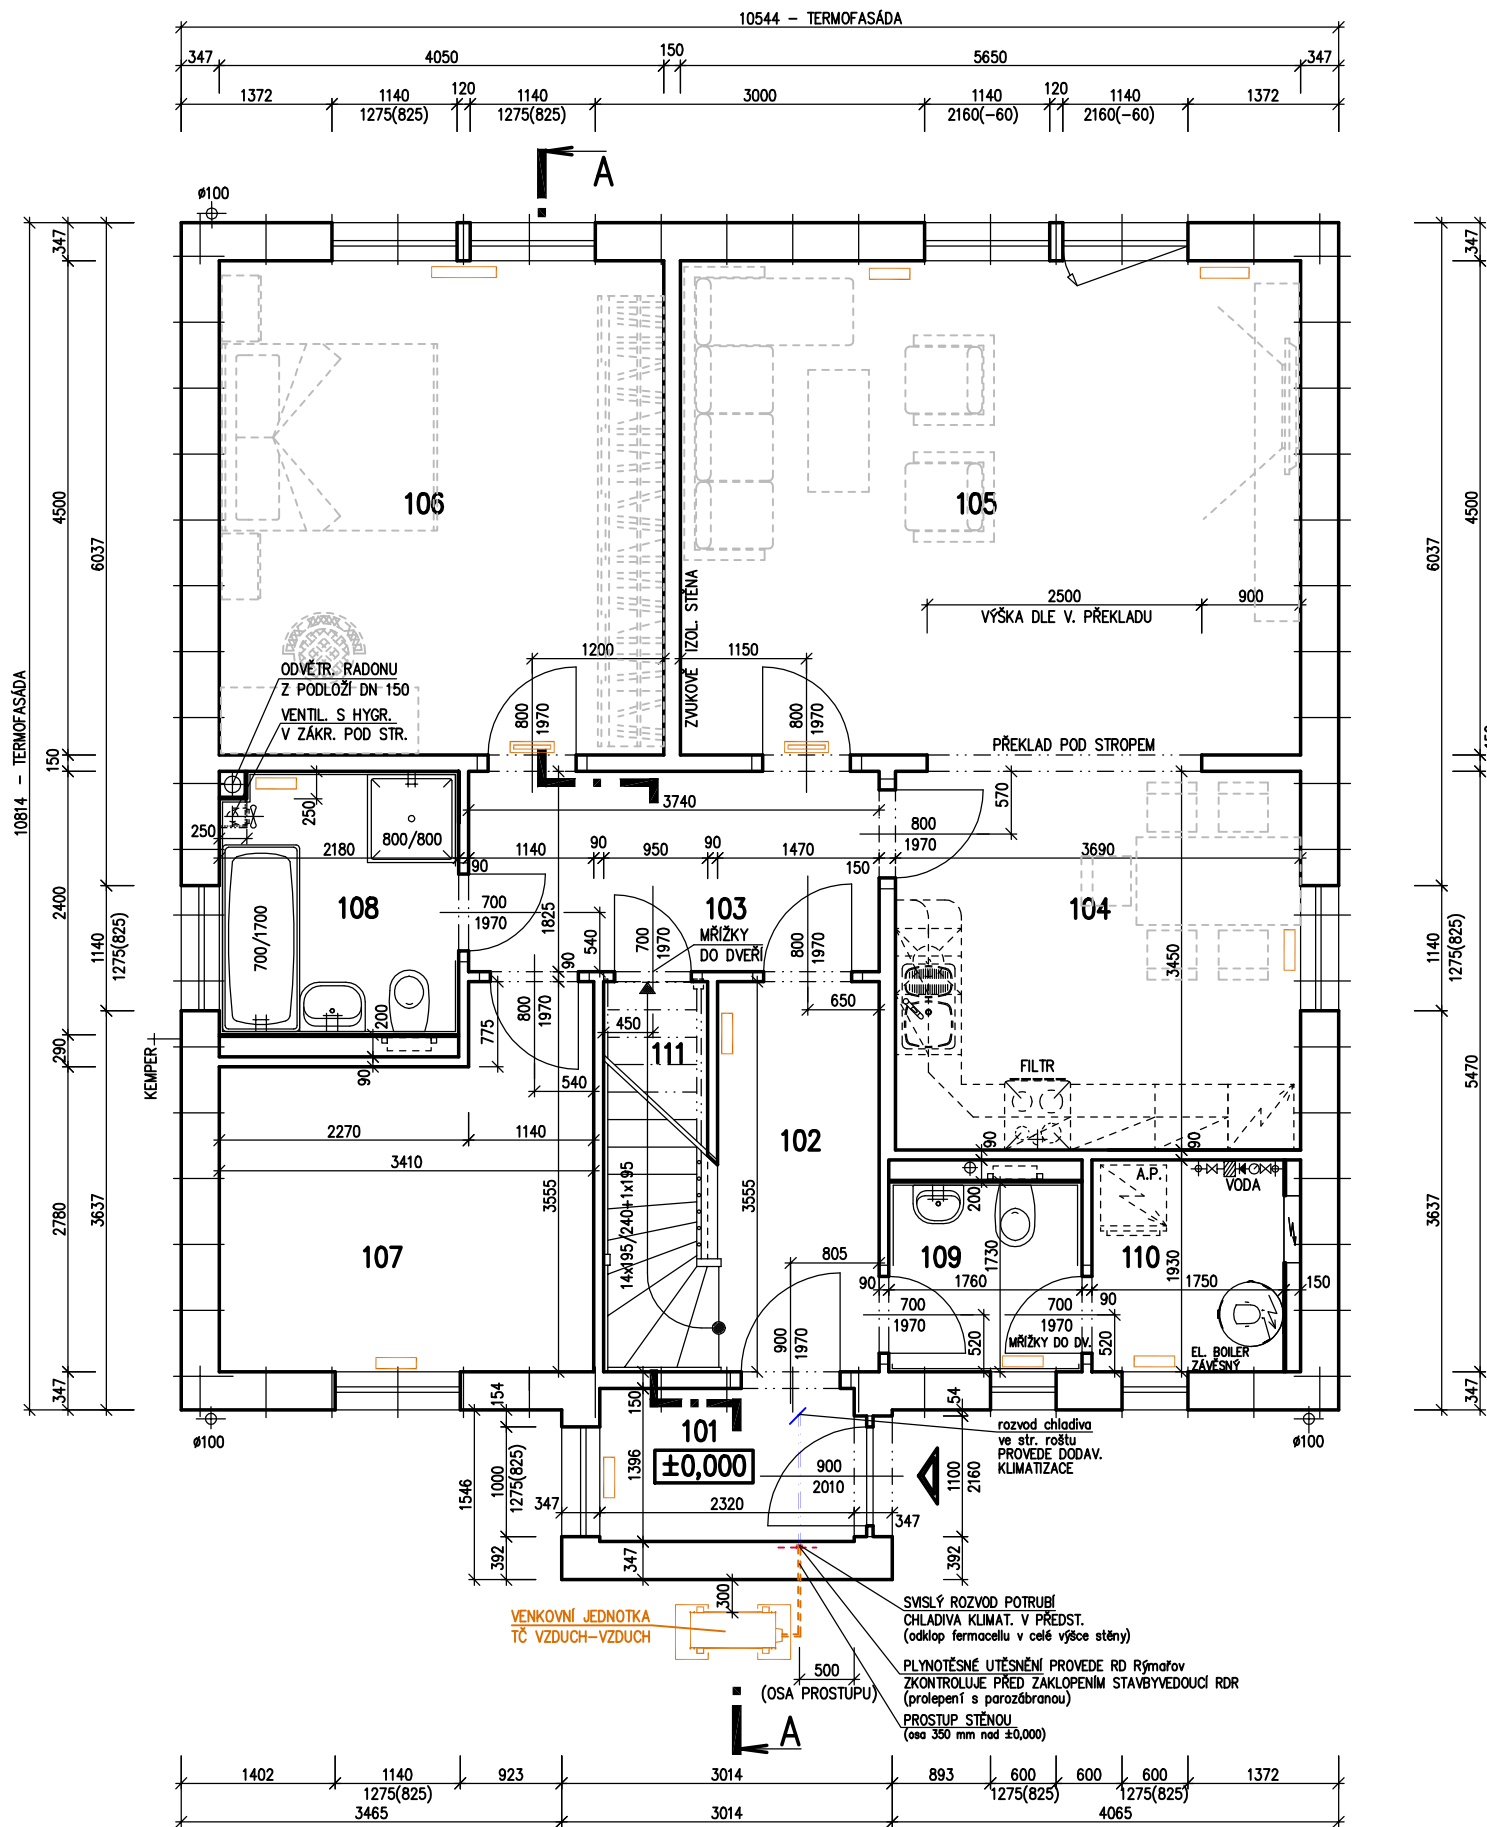 10544 – TERMOFASÁDA
347 4050 150 5650 347
1372 1140 120 1140 3000 1140 120 1140 1372
1275(825) 1275(825) 2160(-60) 2160(-60)
A
ø100
347 347 347
4500 6037 6037 4500
106 105
ZVUKOVĚ IZOL. STĚNA
2500 900
VÝŠKA DLE V. PŘEKLADU
1200 1150
ODVĚTR. RADONU
Z PODLOŽÍ DN 150
VENTIL. S HYGR.
V ZÁKR. POD STR.
800
1970
800
1970
PŘEKLAD POD STROPEM
10814 – TERMOFASÁDA
150
250 250
800/800
3740
570
800
1970
2180 90 1140 90 950 90 1470 150 3690
108 103 104
700
1970
1825
540
700
1970
MŘÍŽKY
DO DVEŘÍ
800
1970
2400
1140
1275(825)
1140
1275(825)
700/1700
3450
90
650
200
775
800
1970
450
111
290
KEMPER
90
540
FILTR
5470
2270 1140
3410
102
90 90
3555 3555
14x195/240+1x195
A.P.
VODA
200
2780 3637 3637
107
805
109
1730
110
1930
90 1760 1750 150
700
1970
700
1970
90
520 520
MŘÍŽKY DO DV.
EL. BOILER
ZÁVĚSNÝ
900
1970
347 347
154 150 54
ø100 ø100
101
±0,000
rozvod chladiva
ve str. roštu
PROVEDE DODAV.
KLIMATIZACE
1546
1000
1275(825)
1396
900
2010
1100
2160
347 2320 347
392 347 392
300
VENKOVNÍ JEDNOTKA
TČ VZDUCH–VZDUCH
SVISLÝ ROZVOD POTRUBÍ
CHLADIVA KLIMAT. V PŘEDST.
(odklop fermacellu v celé výšce stěny)
PLYNOTĚSNÉ UTĚSNĚNÍ PROVEDE RD Rýmařov
ZKONTROLUJE PŘED ZAKLOPENÍM STAVBYVEDOUCÍ RDR
(prolepení s parozábranou)
500
(OSA PROSTUPU)
PROSTUP STĚNOU
(osa 350 mm nad ±0,000)
A
1402 1140 923 3014 893 600 600 600 1372
1275(825) 1275(825) 1275(825)
3465 3014 4065